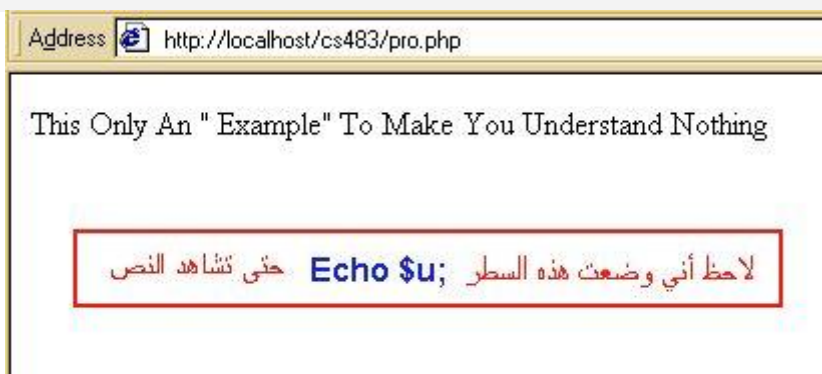 Address http://localhost/cs483/pro.php
This Only An " Example" To Make You Understand Nothing
لاحظ أني وضعت هذه السطر Echo $u; حتى تشاهد النص